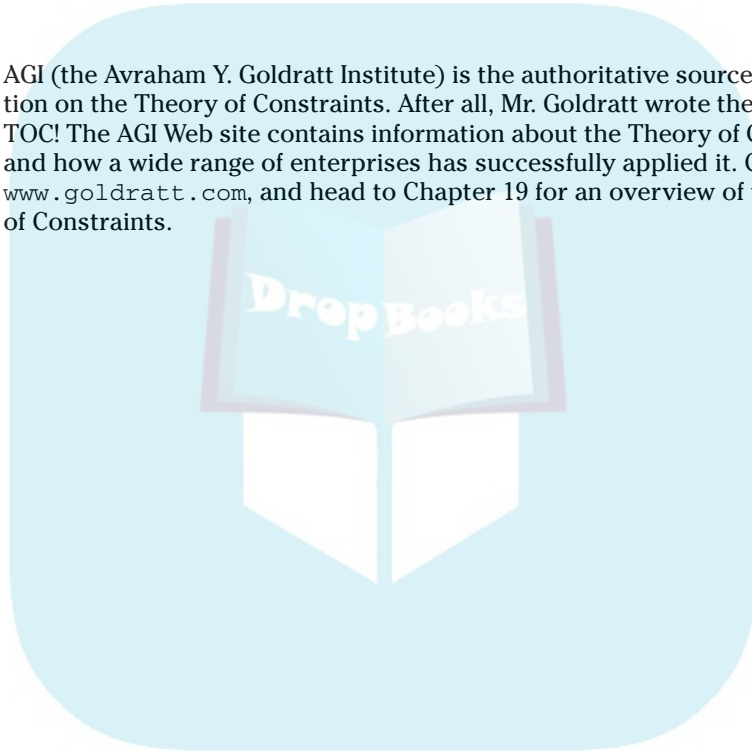 AGI (the Avraham Y. Goldratt Institute) is the authoritative source
tion on the Theory of Constraints. After all, Mr. Goldratt wrote the
TOC! The AGI Web site contains information about the Theory of
and how a wide range of enterprises has successfully applied it.
www.goldratt.com, and head to Chapter 19 for an overview of
of Constraints.
DropBooks